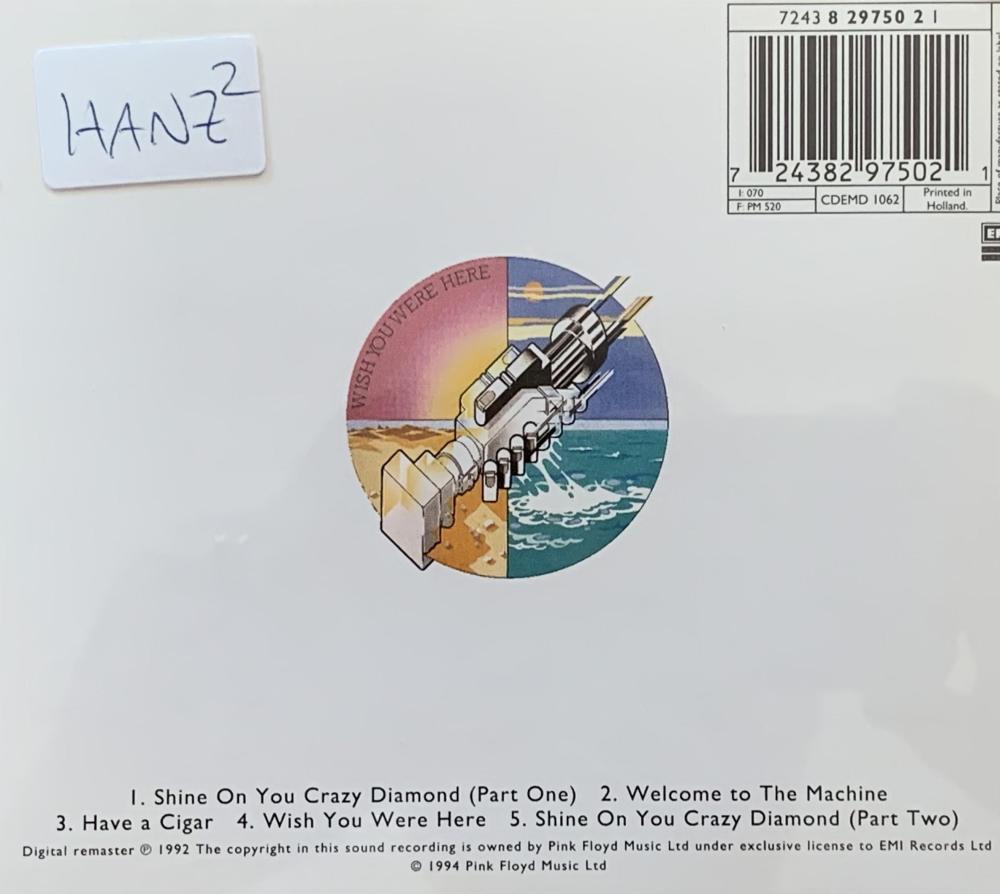 HANZ²
7243 8 29750 2 1
7 24382 97502 1
I: 070
F: PM 520
CDEMD 1062
Printed in
Holland.
WISH YOU WERE HERE
1. Shine On You Crazy Diamond (Part One) 2. Welcome to The Machine
3. Have a Cigar 4. Wish You Were Here 5. Shine On You Crazy Diamond (Part Two)
Digital remaster ℗ 1992 The copyright in this sound recording is owned by Pink Floyd Music Ltd under exclusive license to EMI Records Ltd
© 1994 Pink Floyd Music Ltd